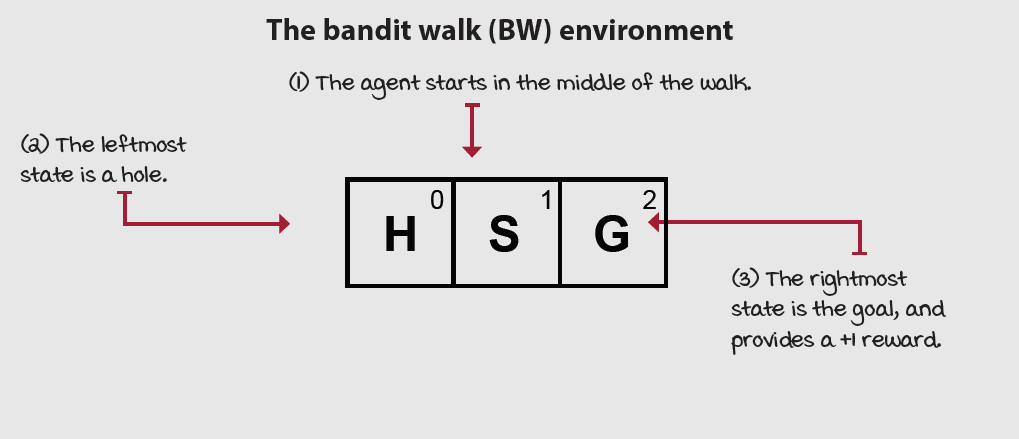 The bandit walk (BW) environment
(1) The agent starts in the middle of the walk.
(2) The leftmost
state is a hole.
0
1
2
H
S
G
(3) The rightmost
state is the goal, and
provides a +1 reward.